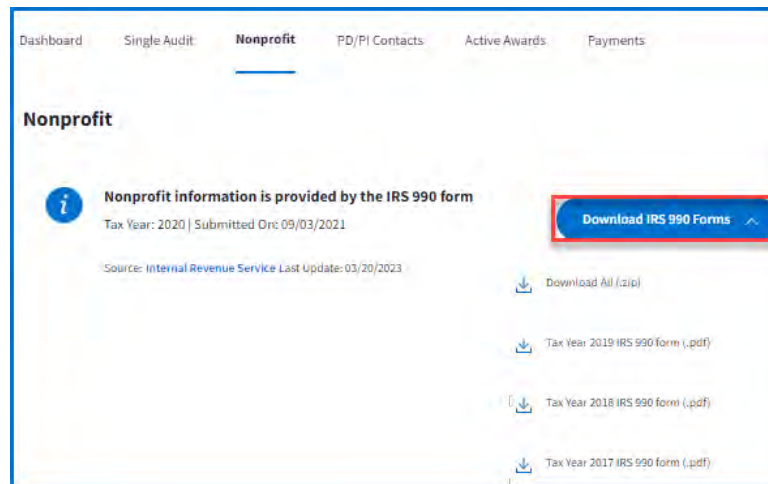 Dashboard Single Audit Nonprofit PD/PI Contacts Active Awards Payments
Nonprofit
Nonprofit information is provided by the IRS 990 form
Tax Year: 2020 | Submitted On: 09/03/2021
Download IRS 990 Forms
Source: Internal Revenue Service Last Update: 03/20/2023
Download All (.zip)
Tax Year 2019 IRS 990 form (.pdf)
Tax Year 2018 IRS 990 form (.pdf)
Tax Year 2017 IRS 990 form (.pdf)